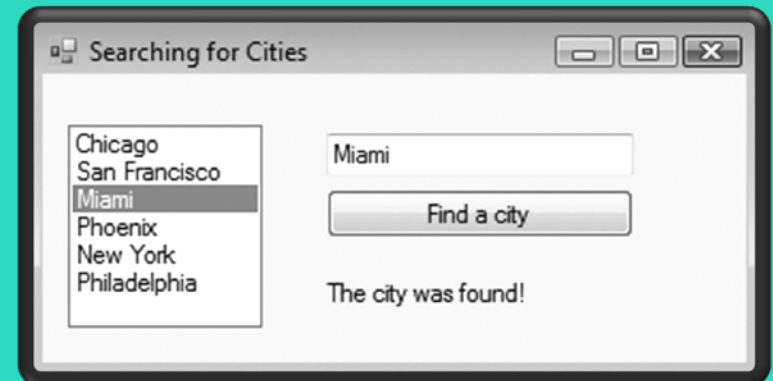 Searching for Cities
Chicago
San Francisco
Miami
Phoenix
New York
Philadelphia
Miami
Find a city
The city was found!